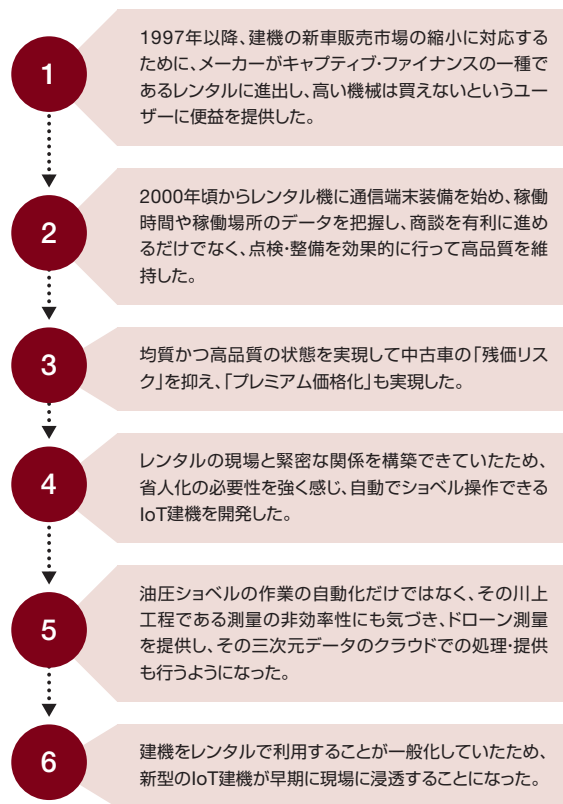 1
1997年以降、建機の新車販売市場の縮小に対応する
ために、メーカーがキャプティブ・ファイナンスの一種で
あるレンタルに進出し、高い機械は買えないというユー
ザーに便益を提供した。
2
2000年頃からレンタル機に通信端末装備を始め、稼働
時間や稼働場所のデータを把握し、商談を有利に進め
るだけでなく、点検・整備を効果的に行って高品質を維
持した。
3
均質かつ高品質の状態を実現して中古車の「残価リス
ク」を抑え、「プレミアム価格化」も実現した。
4
レンタルの現場と緊密な関係を構築できていたため、
省人化の必要性を強く感じ、自動でショベル操作できる
IoT建機を開発した。
5
油圧ショベルの作業の自動化だけではなく、その川上
工程である測量の非効率性にも気づき、ドローン測量
を提供し、その三次元データのクラウドでの処理・提供
も行うようになった。
6
建機をレンタルで利用することが一般化していたため、
新型のIoT建機が早期に現場に浸透することになった。